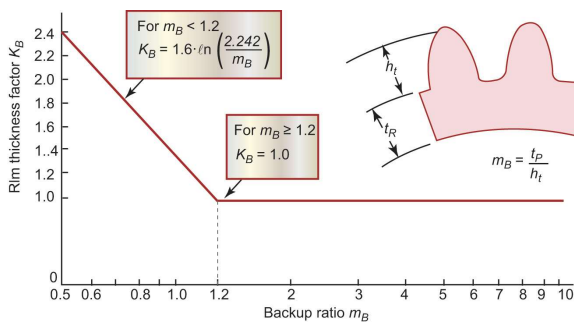 Rlm thickness factor K_B
2.4
2.2
2.0
1.8
1.6
1..4
1.2
1.0
0
For m_B < 1.2
K_B = 1.6·ℓn (2.242/m_B)
For m_B ≥ 1.2
K_B = 1.0
h_t
t_R
m_B = t_P/h_t
0.5 0.6 0.8 1.0 1.2 2 3 4 5 6 7 8 9 10
Backup ratio m_B